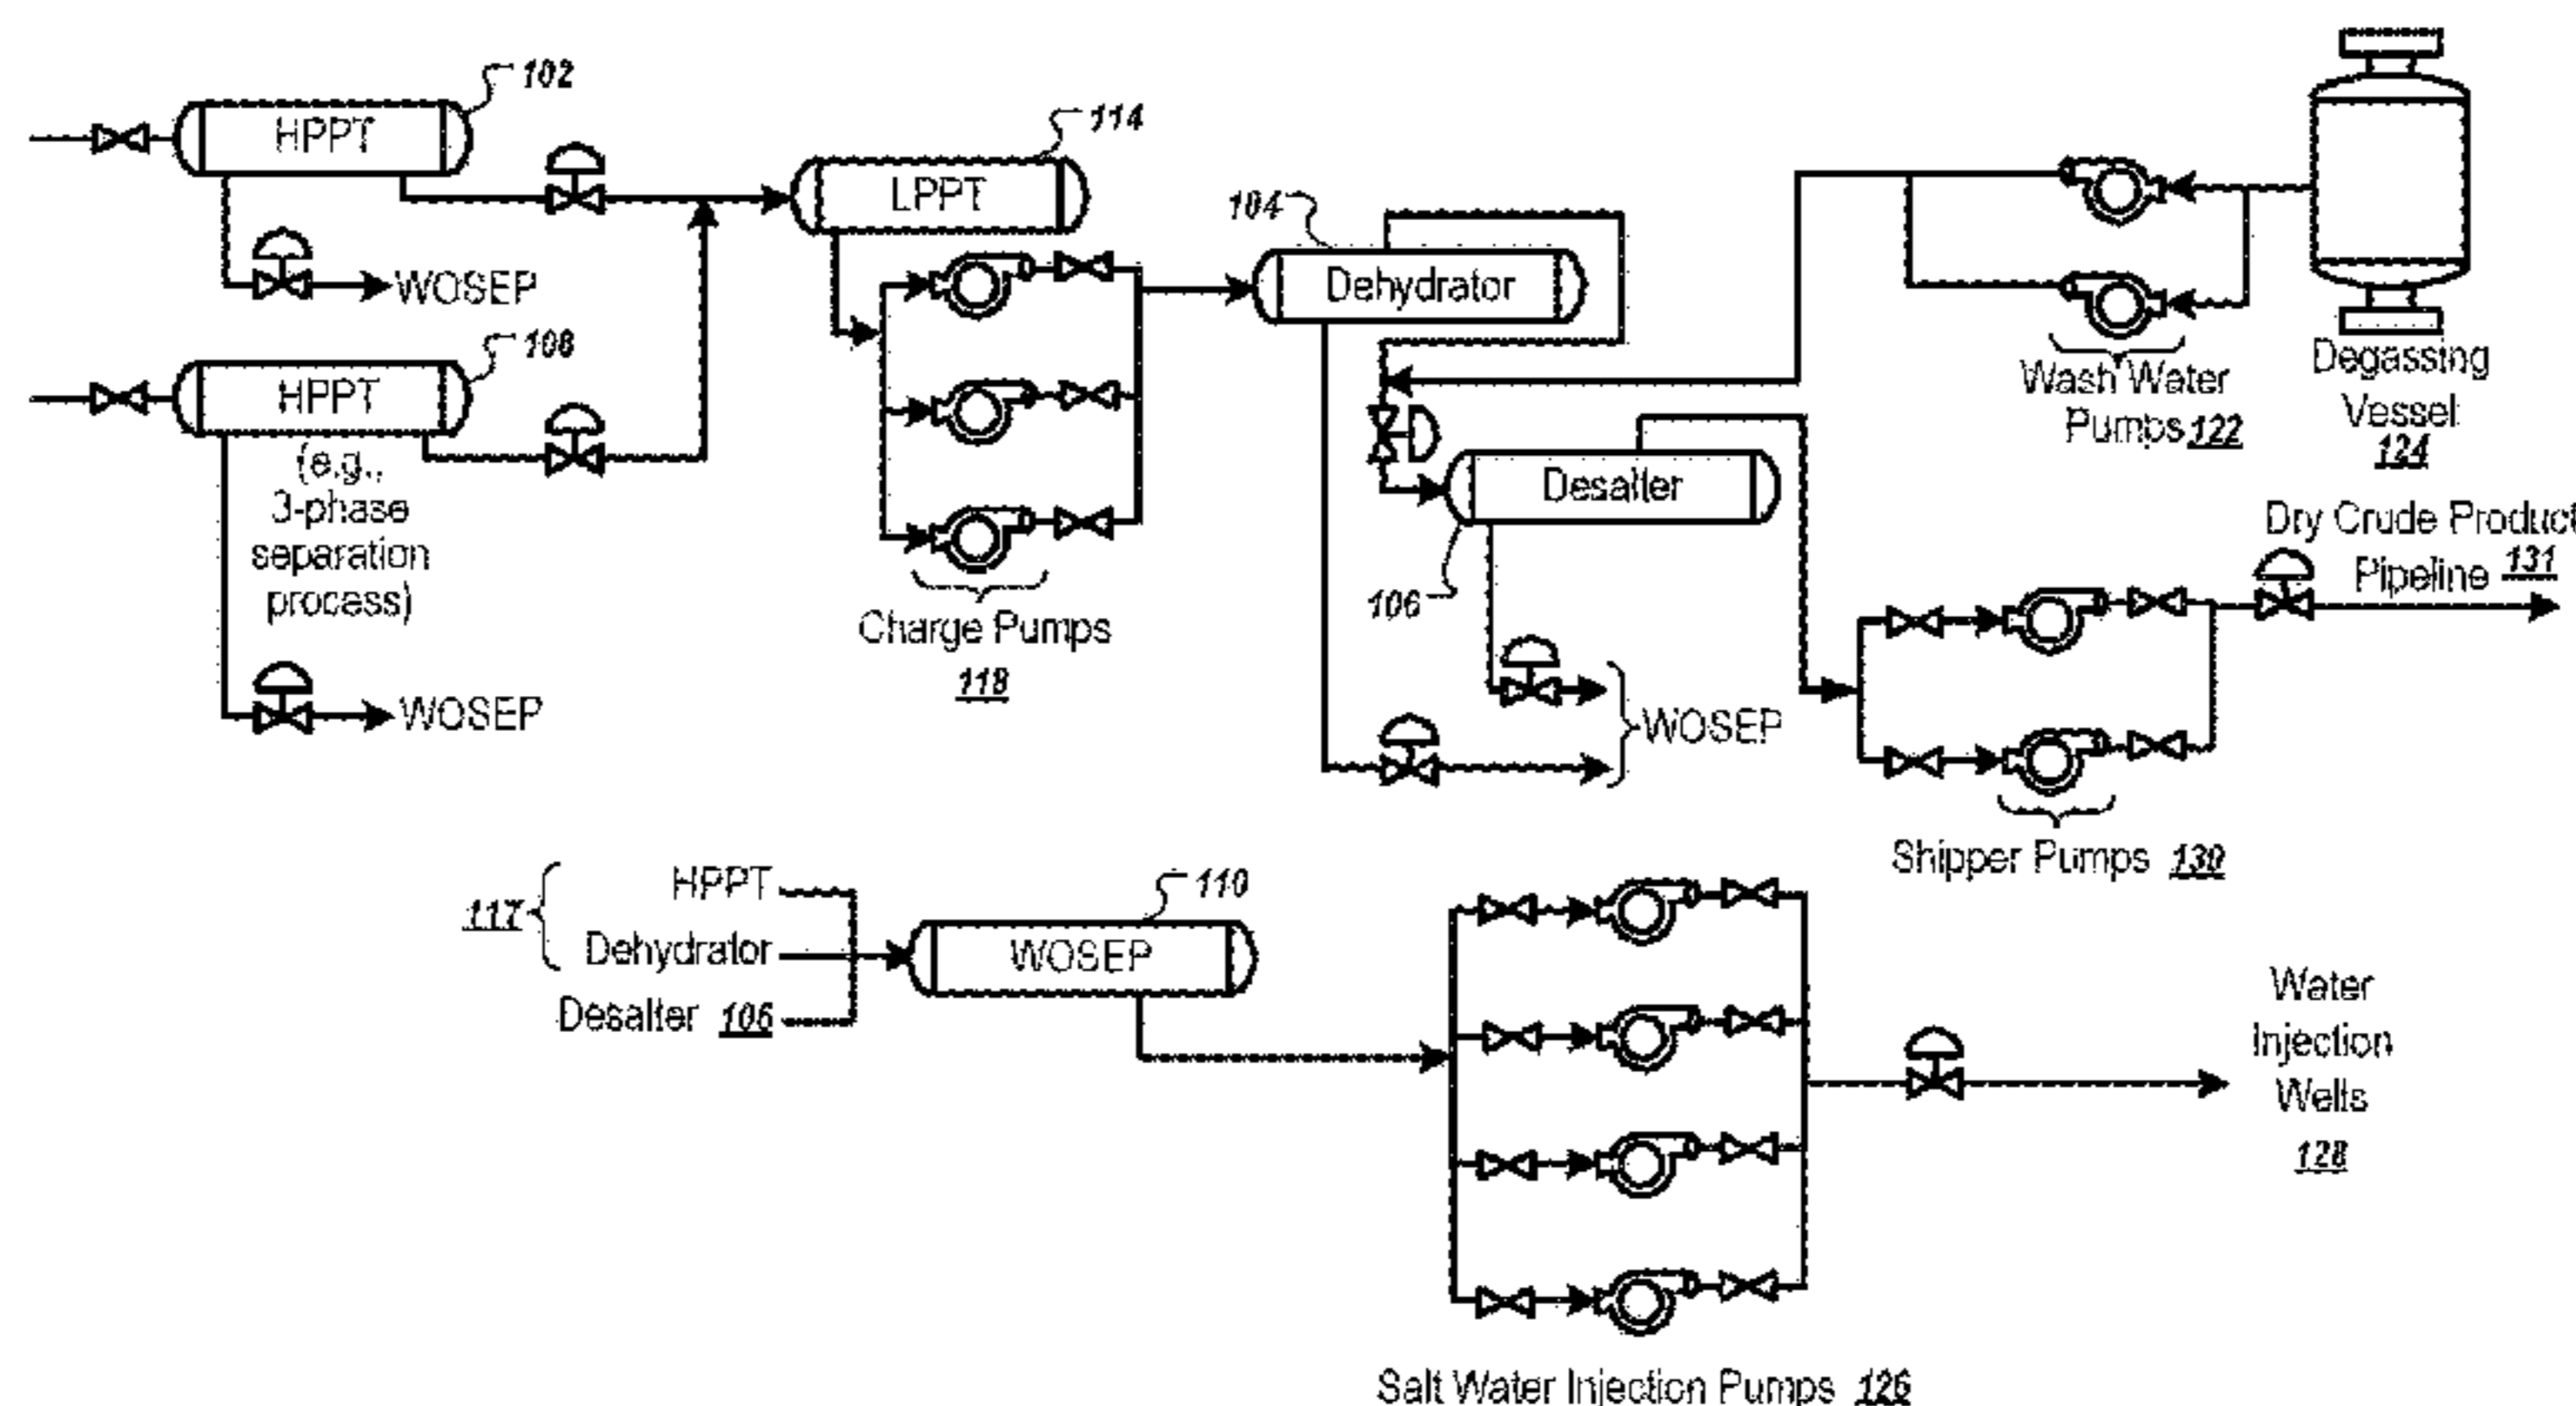 102
HPPT
WOSEP
108
HPPT
(e.g.,
3-phase
separation
process)
WOSEP
114
LPPT
Charge Pumps
118
104
Dehydrator
Desalter
106
WOSEP
Wash Water
Pumps 122
Degassing
Vessel
124
Dry Crude Product
Pipeline 131
Shipper Pumps 130
117
HPPT
Dehydrator
Desalter 106
110
WOSEP
Salt Water Injection Pumps 126
Water
Injection
Wells
128